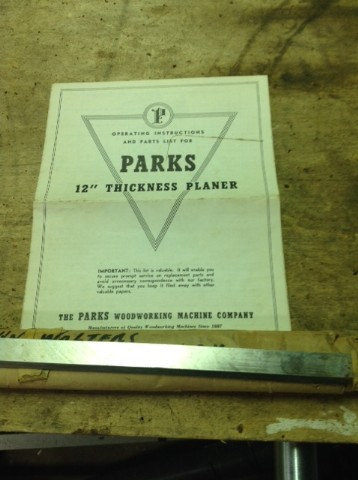 P
OPERATING INSTRUCTIONS
AND PARTS LIST FOR
PARKS
12" THICKNESS PLANER
IMPORTANT: This list is valuable. It will enable you
to secure prompt service on replacement parts and
avoid erroneous correspondence with our factory.
We suggest that you keep it filed away with other
valuable papers.
THE PARKS WOODWORKING MACHINE COMPANY
Manufacturers of Quality Woodworking Machines Since 1887
WALTERS